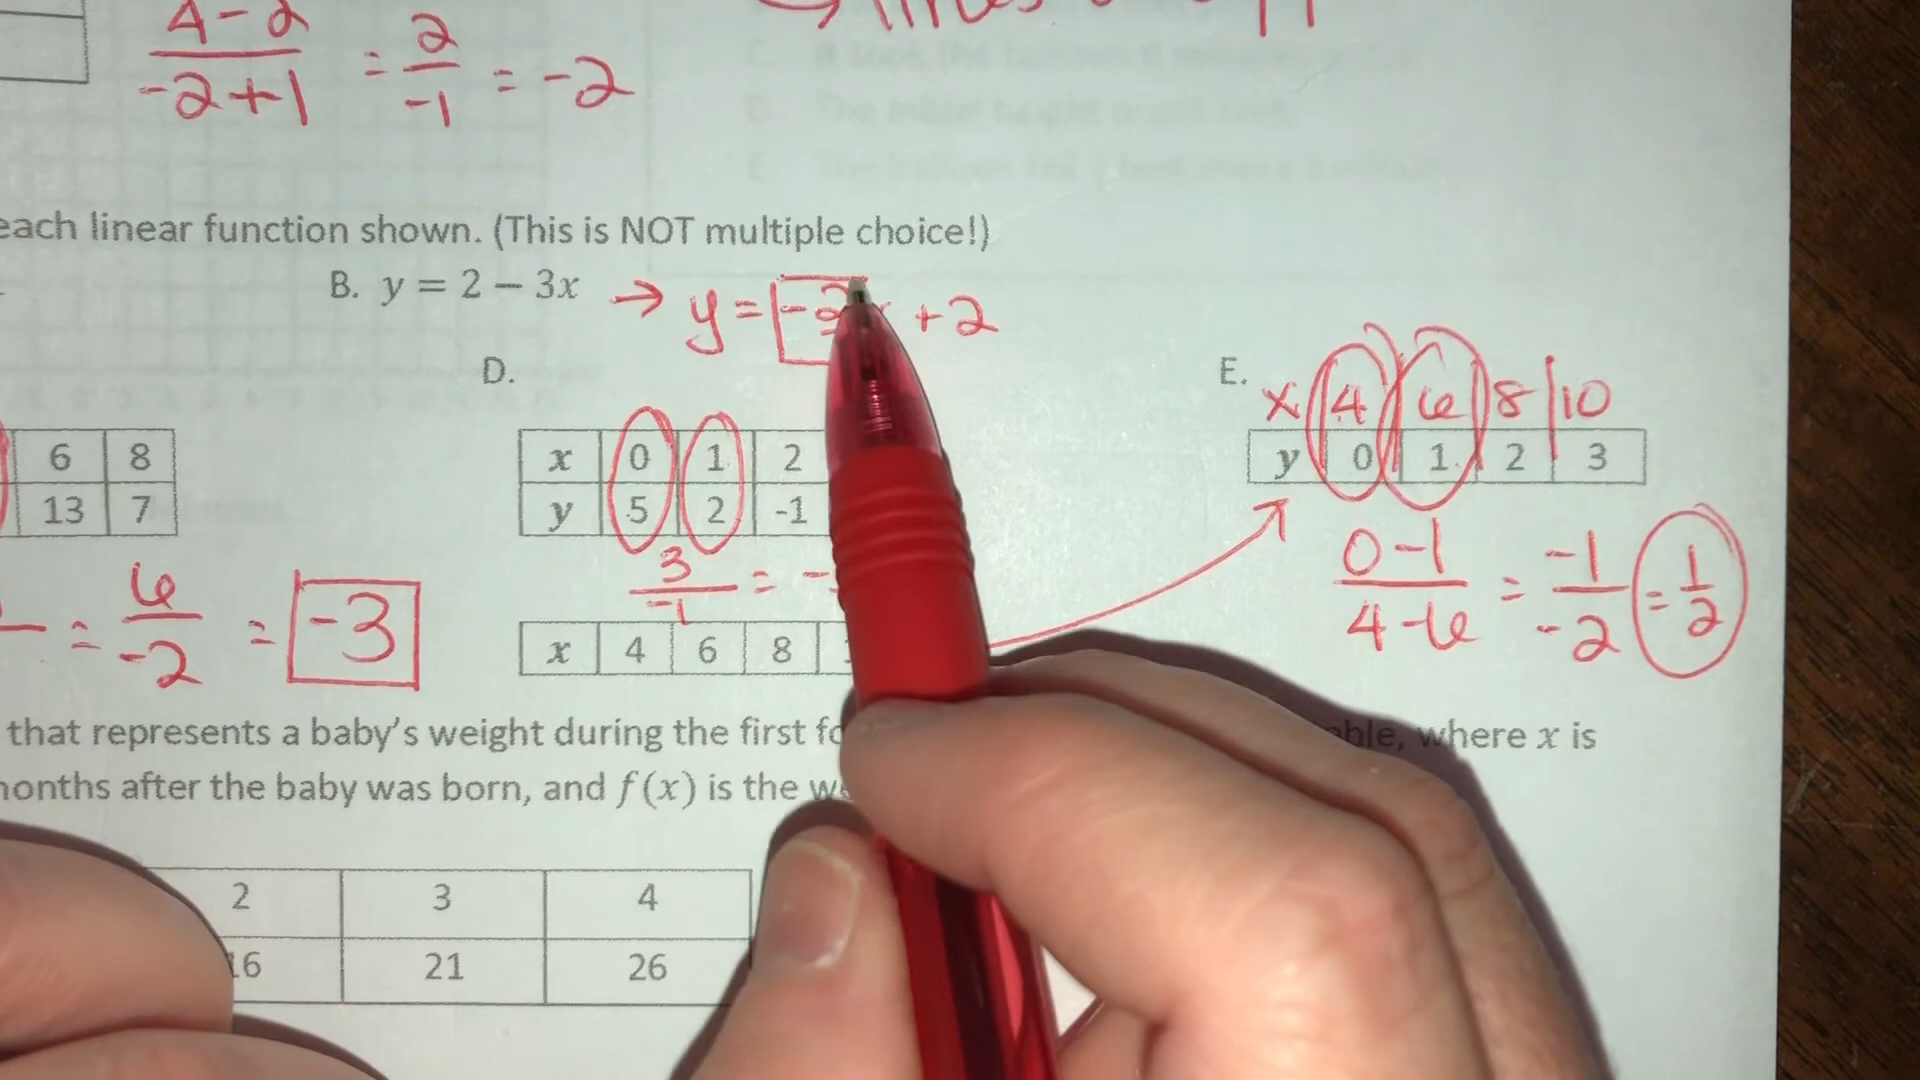 4-2
-2+1 = 2/-1 = -2
each linear function shown. (This is NOT multiple choice!)
B. y = 2 − 3x → y = -3 +2
D.
E.
x 4 6 8 10
y 0 1 2 3
6 8
13 7
x 0 1 2
y 5 2 -1
= 6/-2 = -3
3/-1 = -
0-1/4-6 = -1/-2 = 1/2
x 4 6 8
that represents a baby's weight during the first where x is
months after the baby was born, and f(x) is the
2 3 4
16 21 26